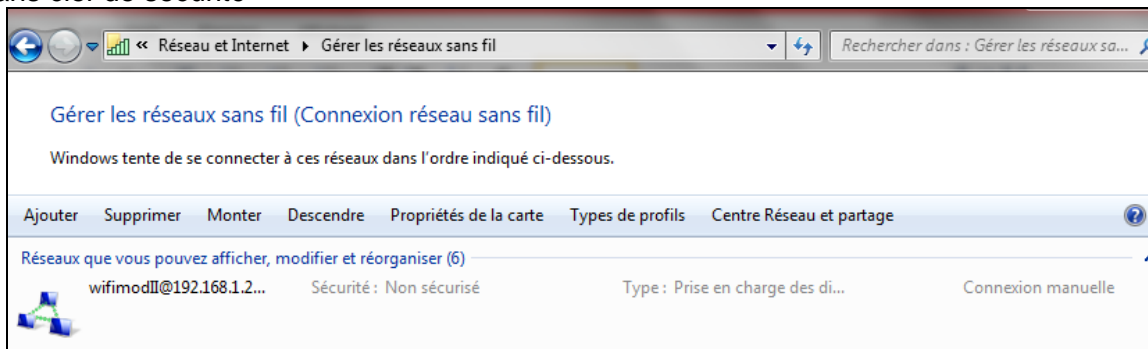 « Réseau et Internet ▸ Gérer les réseaux sans fil Rechercher dans : Gérer les réseaux sa...
Gérer les réseaux sans fil (Connexion réseau sans fil)
Windows tente de se connecter à ces réseaux dans l'ordre indiqué ci-dessous.
Ajouter Supprimer Monter Descendre Propriétés de la carte Types de profils Centre Réseau et partage
Réseaux que vous pouvez afficher, modifier et réorganiser (6)
wifimodII@192.168.1.2... Sécurité : Non sécurisé Type : Prise en charge des di... Connexion manuelle